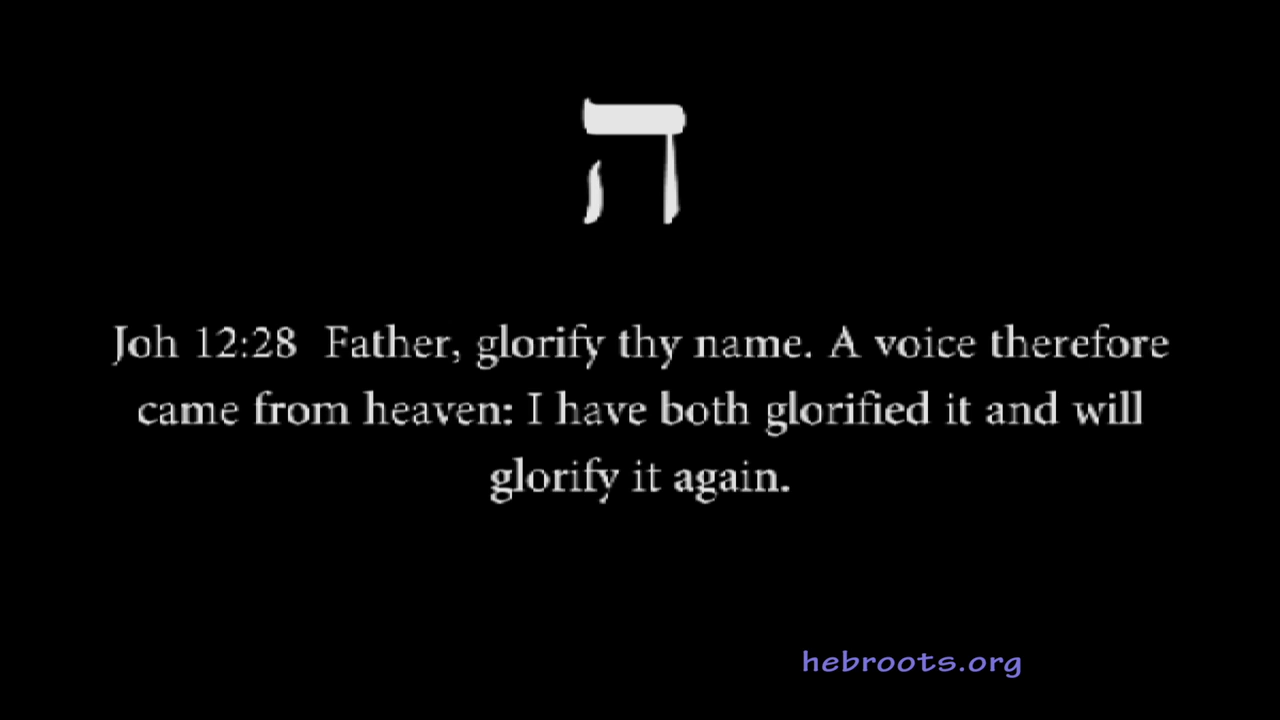 ה
Joh 12:28  Father, glorify thy name. A voice therefore
came from heaven: I have both glorified it and will
glorify it again.
hebroots.org